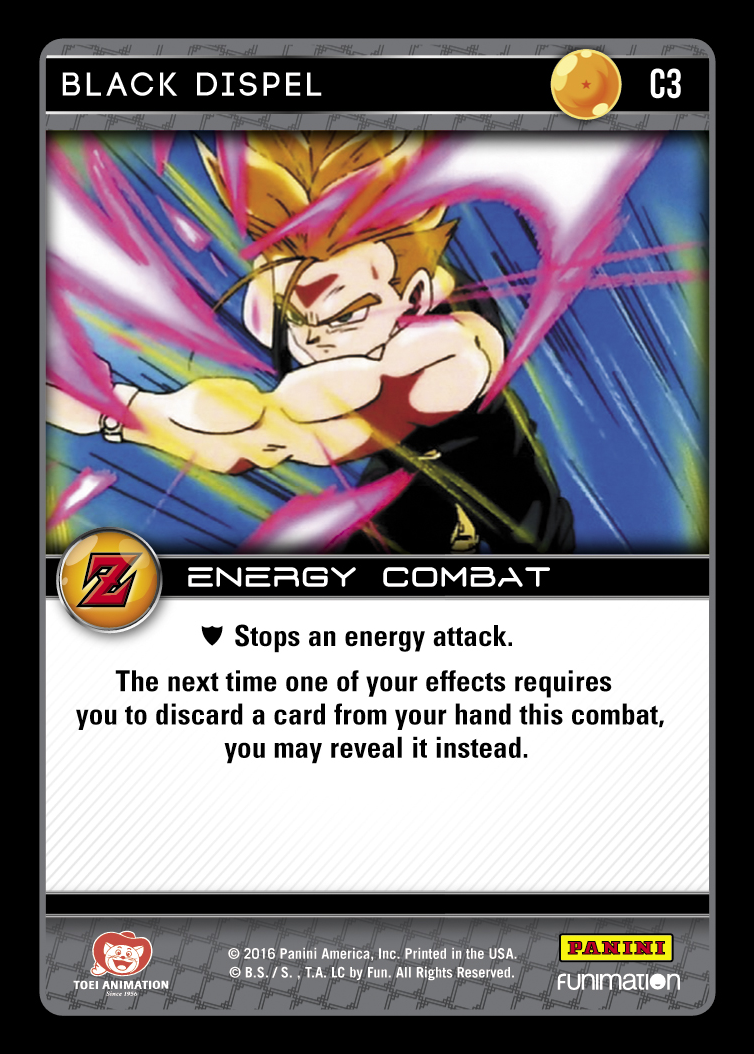 BLACK DISPEL
C3
Z
ENERGY COMBAT
Stops an energy attack.
The next time one of your effects requires
you to discard a card from your hand this combat,
you may reveal it instead.
TOEI ANIMATION
Since 1956
© 2016 Panini America, Inc. Printed in the USA.
© B.S. / S. , T.A. LC by Fun. All Rights Reserved.
PANINI
FUNIMATION